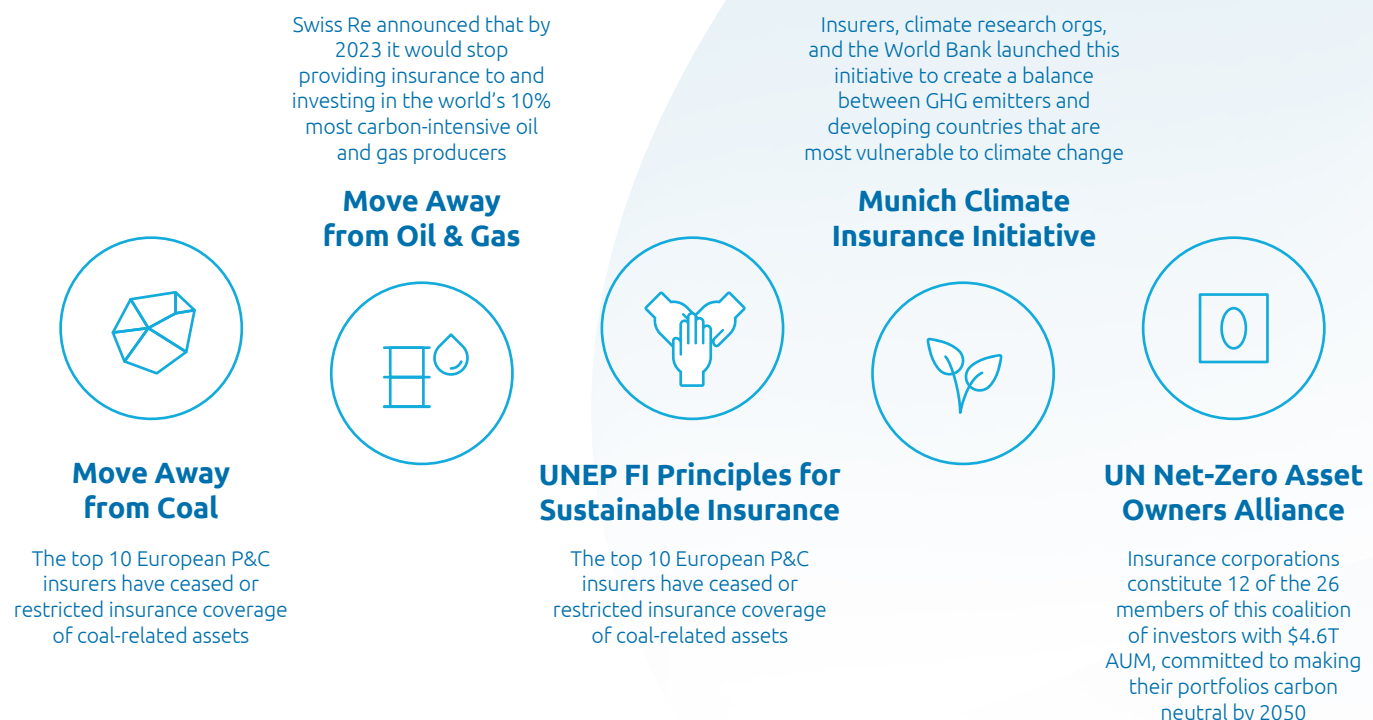 Swiss Re announced that by
2023 it would stop
providing insurance to and
investing in the world's 10%
most carbon-intensive oil
and gas producers
Move Away
from Oil & Gas
Insurers, climate research orgs,
and the World Bank launched this
initiative to create a balance
between GHG emitters and
developing countries that are
most vulnerable to climate change
Munich Climate
Insurance Initiative
Move Away
from Coal
The top 10 European P&C
insurers have ceased or
restricted insurance coverage
of coal-related assets
UNEP FI Principles for
Sustainable Insurance
The top 10 European P&C
insurers have ceased or
restricted insurance coverage
of coal-related assets
0
UN Net-Zero Asset
Owners Alliance
Insurance corporations
constitute 12 of the 26
members of this coalition
of investors with $4.6T
AUM, committed to making
their portfolios carbon
neutral by 2050